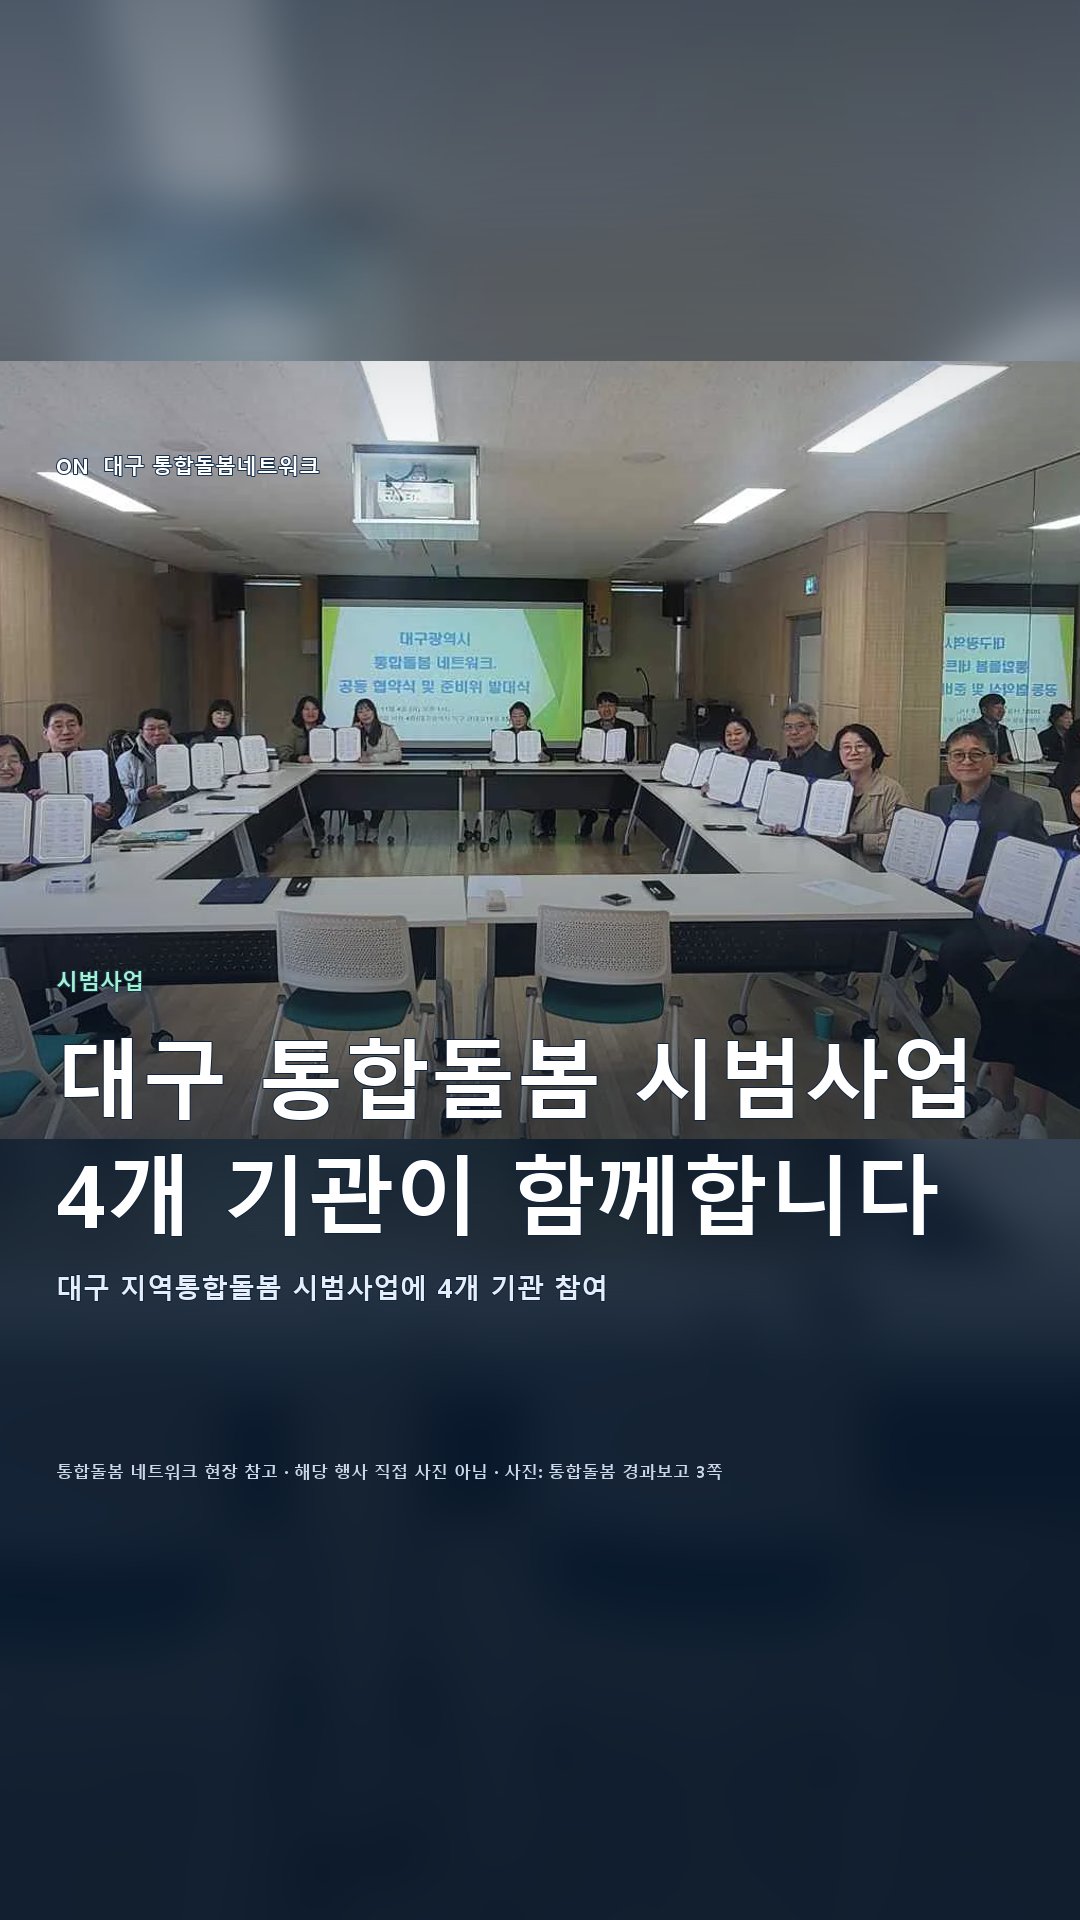 ON 대구 통합돌봄네트워크
대구광역시
통합돌봄 네트워크.
공동 협약식 및 준비위 발대식
시범사업
대구 통합돌봄 시범사업
4개 기관이 함께합니다
대구 지역통합돌봄 시범사업에 4개 기관 참여
통합돌봄 네트워크 현장 참고 · 해당 행사 직접 사진 아님 · 사진: 통합돌봄 경과보고 3쪽